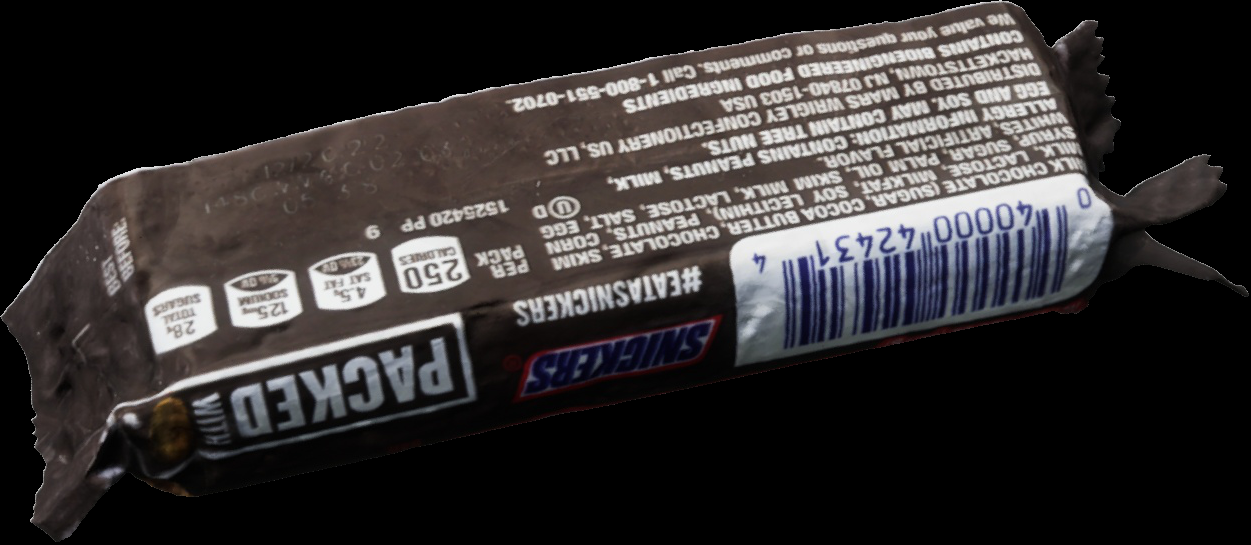 0 40000 42431 4
SNICKERS®
PACKED
WITH
#EATASNICKERS
MILK CHOCOLATE (SUGAR, COCOA BUTTER, CHOCOLATE, SKIM
MILK, LACTOSE, MILKFAT, SOY LECITHIN), PEANUTS, CORN
SYRUP, SUGAR, PALM OIL, SKIM MILK, LACTOSE, SALT, EGG
WHITES, ARTIFICIAL FLAVOR.
ALLERGY INFORMATION: CONTAINS PEANUTS, MILK,
EGG AND SOY. MAY CONTAIN TREE NUTS.
DISTRIBUTED BY MARS WRIGLEY CONFECTIONERY US, LLC
HACKETTSTOWN, NJ 07840-1503 USA
CONTAINS BIOENGINEERED FOOD INGREDIENTS
We value your questions or comments. Call 1-800-551-0702.
PER
PACK
250
CALORIES
4.5g
SAT FAT
23% DV
125mg
SODIUM
5% DV
28g
TOTAL
SUGARS
U D
1525420 PP
9
BEST
BEFORE